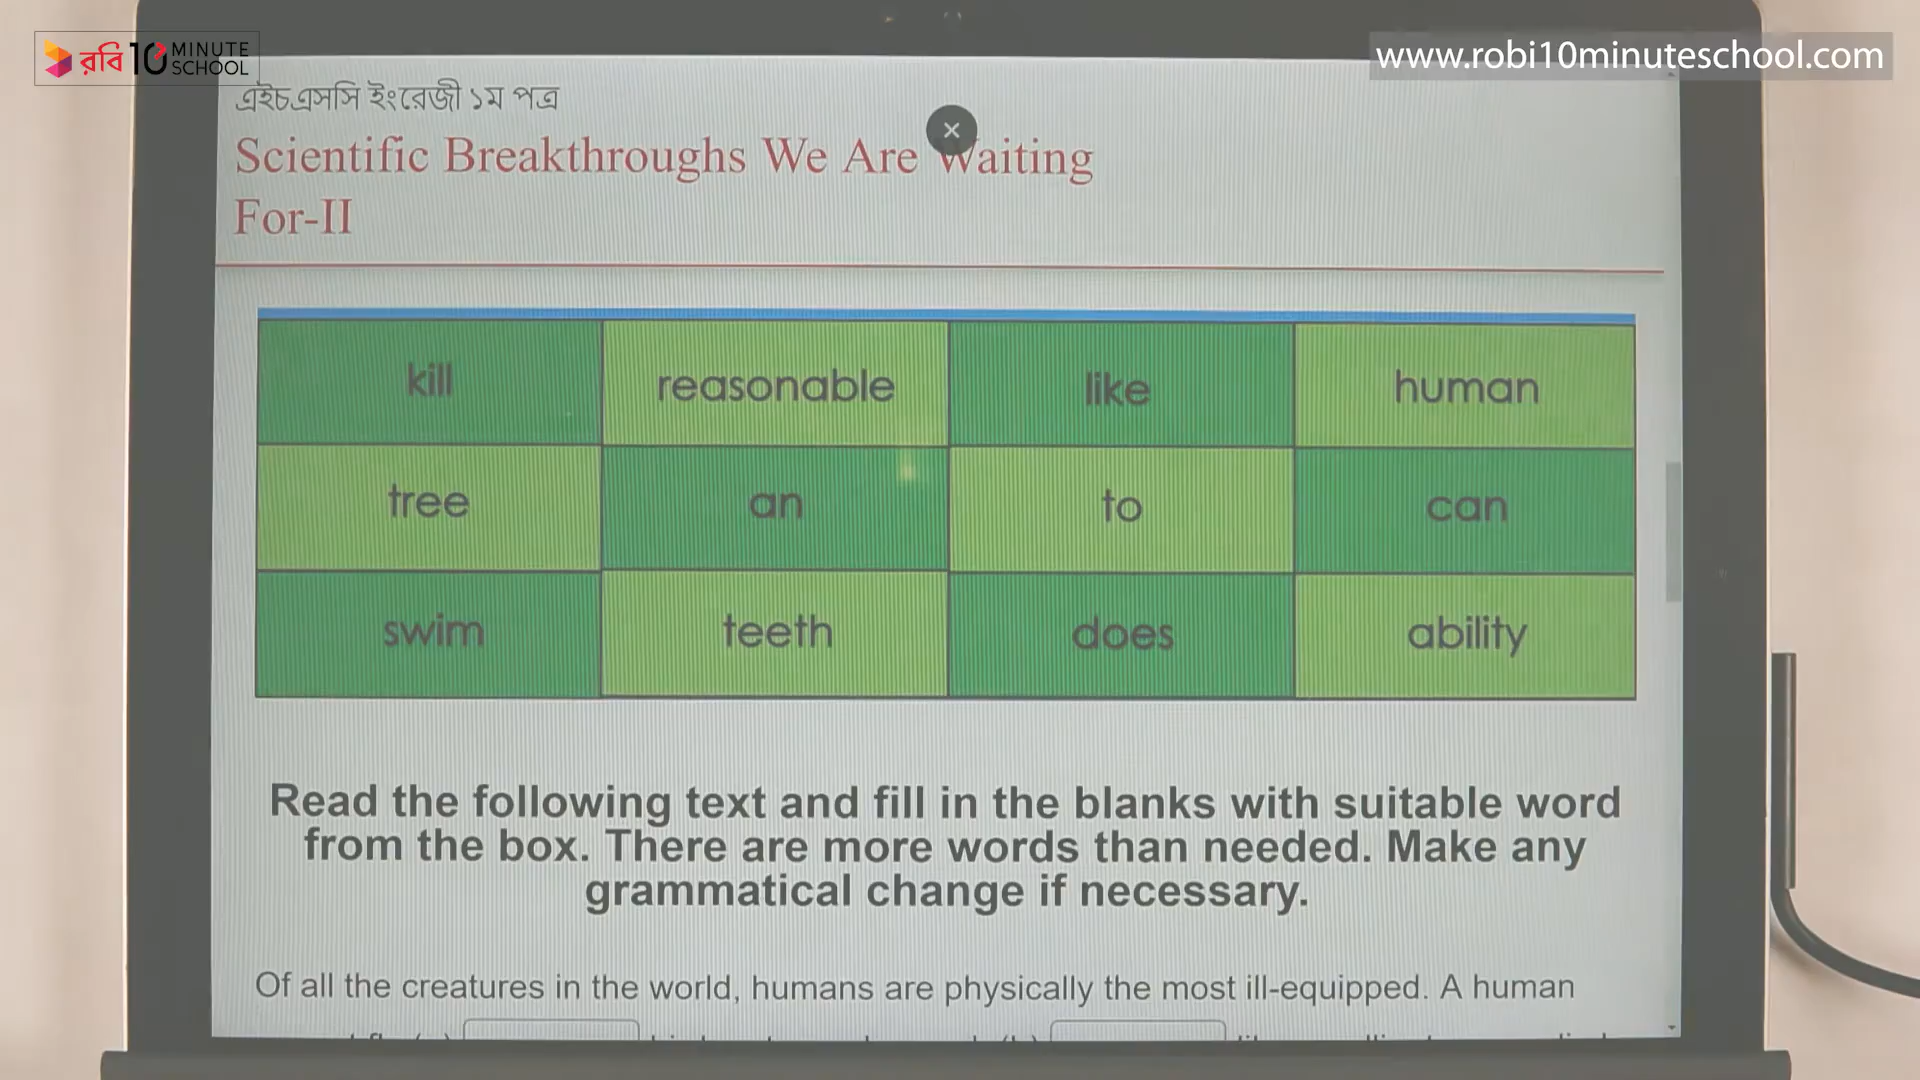 রবি 10 MINUTE SCHOOL
www.robi10minuteschool.com
এইচএসসি ইংরেজী ১ম পত্র
Scientific Breakthroughs We Are Waiting
For-II
kill reasonable like human
tree an to can
swim teeth does ability
Read the following text and fill in the blanks with suitable word
from the box. There are more words than needed. Make any
grammatical change if necessary.
Of all the creatures in the world, humans are physically the most ill-equipped. A human